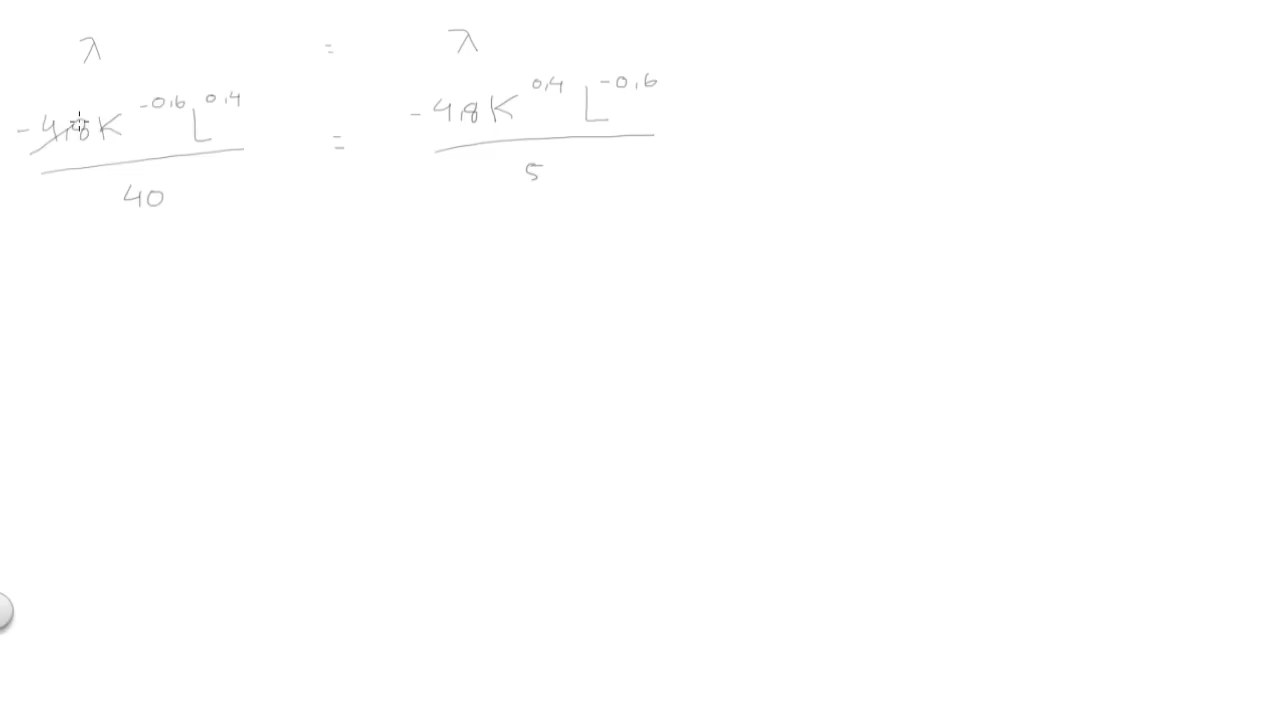 λ = λ
-4,8K^-0,6 L^0,4 / 40 = -4,8K^0,4 L^-0,6 / 5